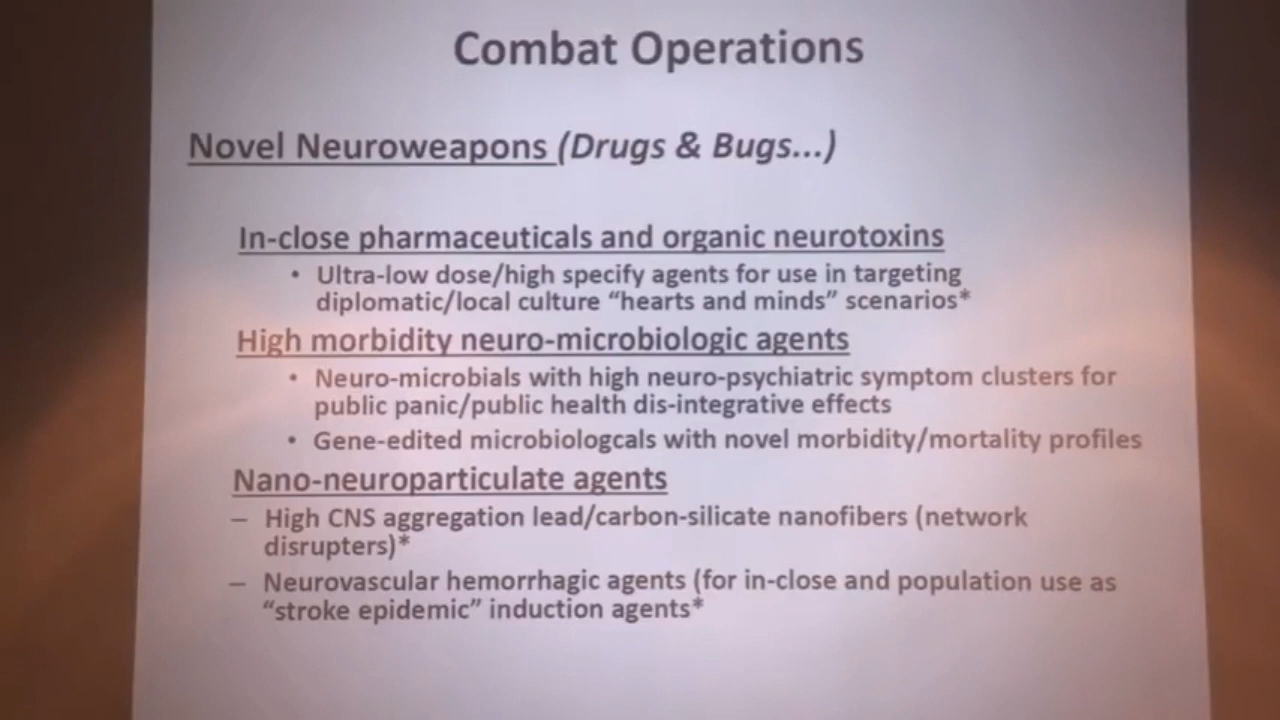 Combat Operations
Novel Neuroweapons (Drugs & Bugs...)
In-close pharmaceuticals and organic neurotoxins
• Ultra-low dose/high specify agents for use in targeting
diplomatic/local culture “hearts and minds” scenarios*
High morbidity neuro-microbiologic agents
• Neuro-microbials with high neuro-psychiatric symptom clusters for
public panic/public health dis-integrative effects
• Gene-edited microbiologcals with novel morbidity/mortality profiles
Nano-neuroparticulate agents
– High CNS aggregation lead/carbon-silicate nanofibers (network
disrupters)*
– Neurovascular hemorrhagic agents (for in-close and population use as
“stroke epidemic” induction agents*